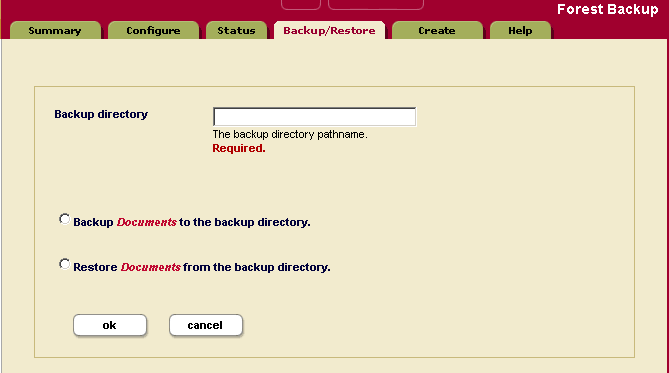 Forest Backup
Summary Configure Status Backup/Restore Create Help
Backup directory
The backup directory pathname.
Required.
Backup Documents to the backup directory.
Restore Documents from the backup directory.
ok cancel